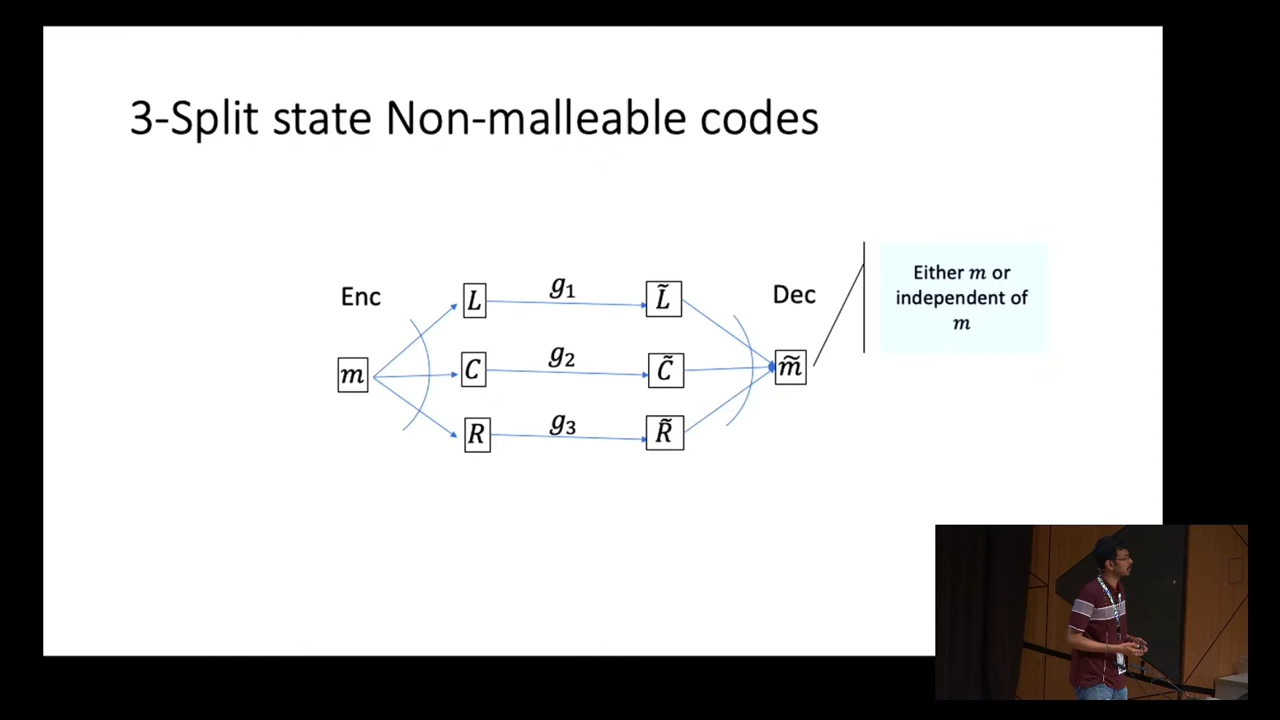 3-Split state Non-malleable codes
Enc
Dec
Either m or
independent of
m
L
g₁
L̃
m
C
g₂
C̃
m̃
R
g₃
R̃